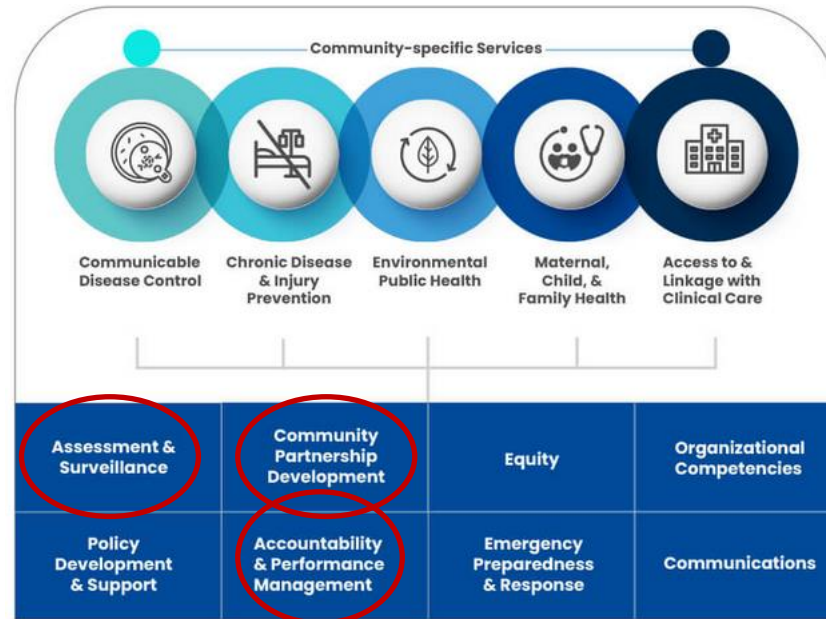 Community-specific Services
Communicable
Disease Control
Chronic Disease
& Injury
Prevention
Environmental
Public Health
Maternal,
Child, &
Family Health
Access to &
Linkage with
Clinical Care
Assessment &
Surveillance
Community
Partnership
Development
Equity
Organizational
Competencies
Policy
Development
& Support
Accountability
& Performance
Management
Emergency
Preparedness
& Response
Communications